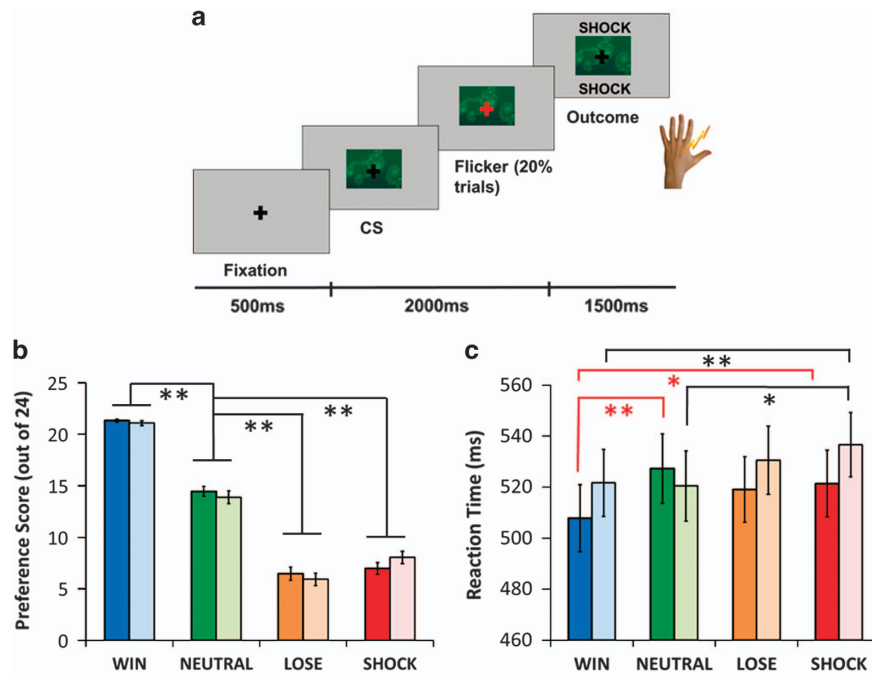 a
SHOCK
SHOCK
Outcome
Flicker (20%
trials)
CS
Fixation
500ms
2000ms
1500ms
b
Preference Score (out of 24)
25
20
15
10
5
0
**
**
**
WIN
NEUTRAL
LOSE
SHOCK
c
Reaction Time (ms)
560
540
520
500
480
460
**
*
**
*
WIN
NEUTRAL
LOSE
SHOCK